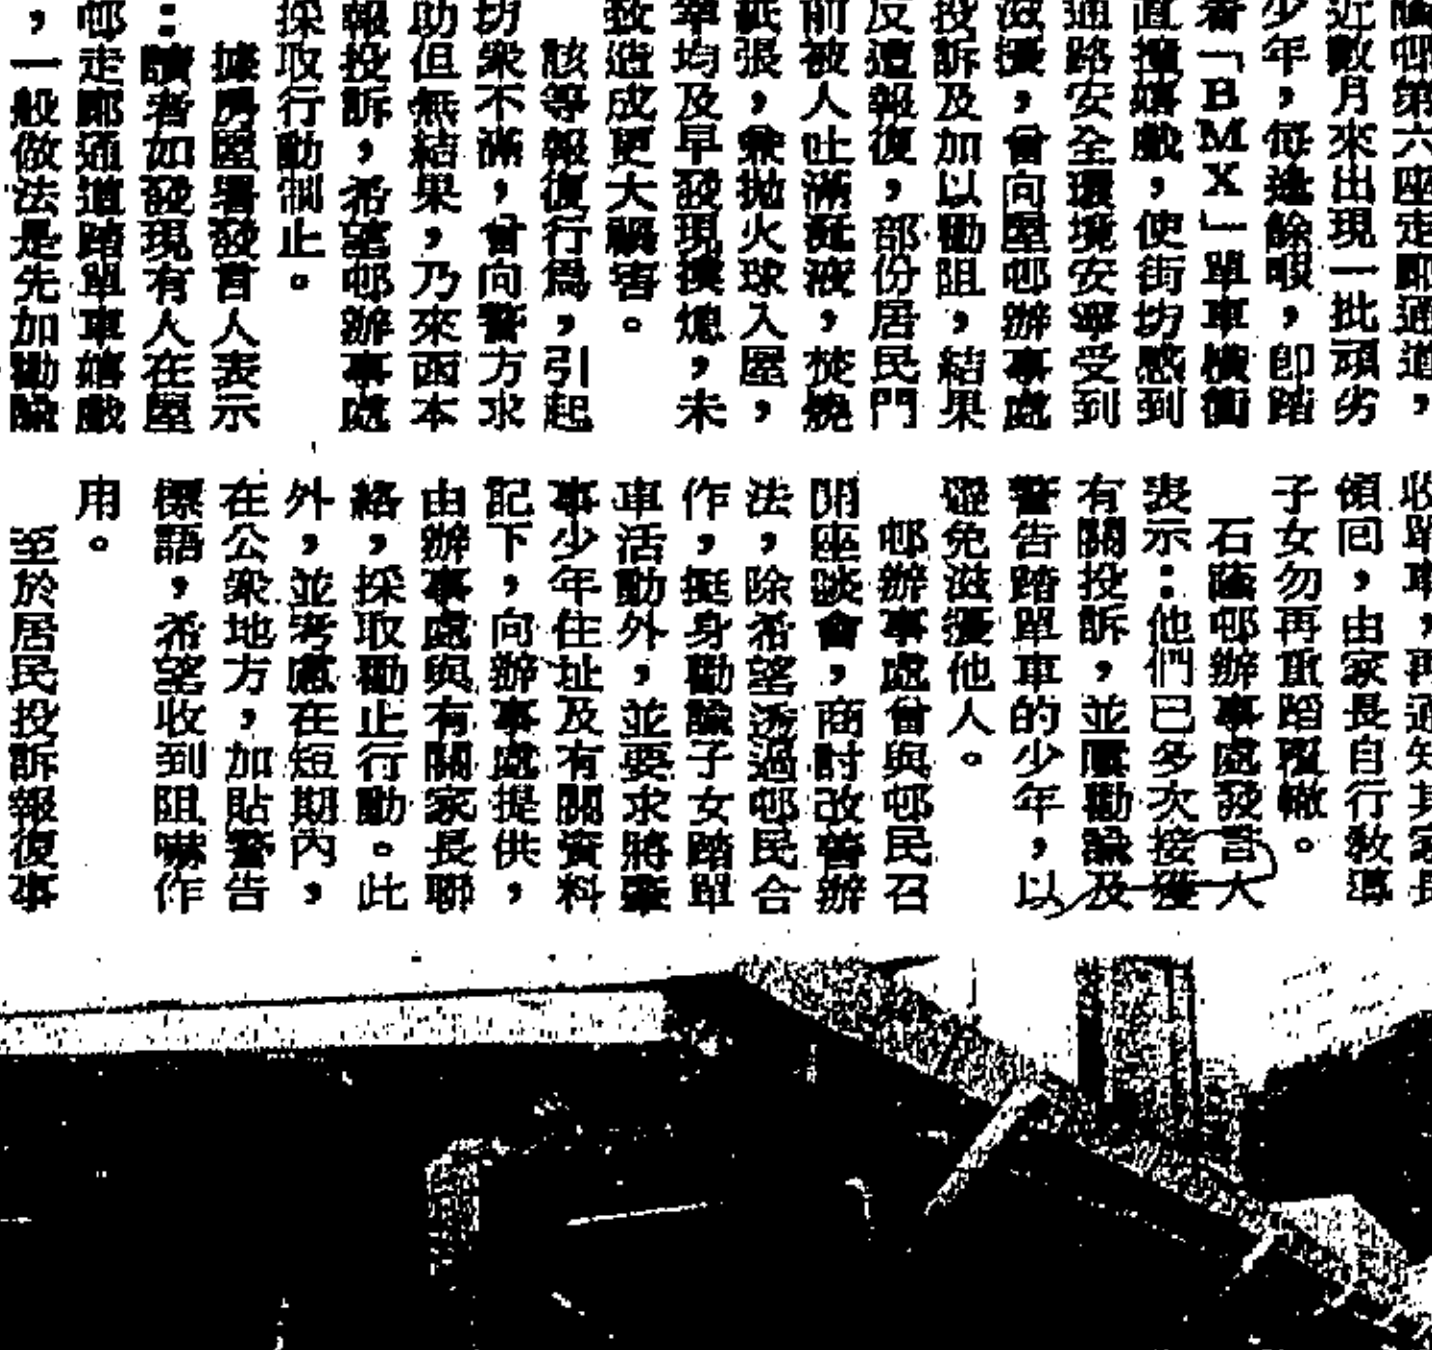 邨第六座走廊通道，
近數月來出現一批頑劣
少年，每逢餘暇，卽踏
着「BMX」單車橫衝
直撞嬉戲，使街坊感到
通路安全環境安寧受到
滋擾，曾向屋邨辦事處
投訴及加以勸阻，結果
反遭報復，部份居民門
前被人吐滿涎液，焚燒
紙張，兼拋火球入屋，
幸均及早發現撲熄，未
致造成更大禍害。
該等報復行爲，引起
坊衆不滿，曾向警方求
助但無結果，乃來函本
報投訴，希望邨辦事處
採取行動制止。
據房屋署發言人表示
：讀者如發現有人在屋
邨走廊通道踏單車嬉戲
，一般做法是先加勸諭
收單車，再通知其家長
領回，由家長自行教導
子女勿再重蹈覆轍。
石蔭邨辦事處發言人
表示：他們已多次接獲
有關投訴，並屢勸諭及
警告踏單車的少年，以
避免滋擾他人。
邨辦事處曾與邨民召
開座談會，商討改善辦
法，除希望透過邨民合
作，挺身勸諭子女踏單
車活動外，並要求將肇
事少年住址及有關資料
記下，向辦事處提供，
由辦事處與有關家長聯
絡，採取勸止行動。此
外，並考慮在短期內，
在公衆地方，加貼警告
標語，希望收到阻嚇作
用。
至於居民投訴報復事